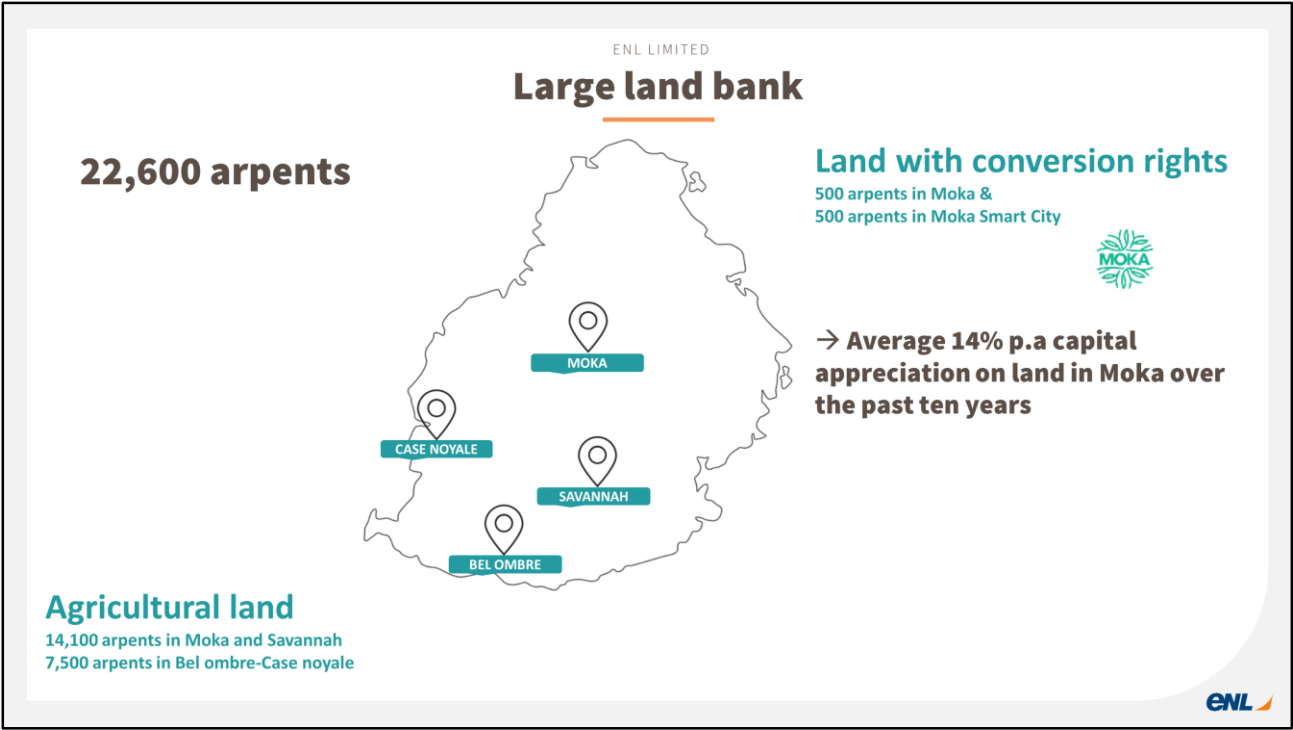 ENL LIMITED
Large land bank
22,600 arpents
Land with conversion rights
500 arpents in Moka &
500 arpents in Moka Smart City
MOKA
→ Average 14% p.a capital
appreciation on land in Moka over
the past ten years
MOKA
CASE NOYALE
SAVANNAH
BEL OMBRE
Agricultural land
14,100 arpents in Moka and Savannah
7,500 arpents in Bel ombre-Case noyale
eNL